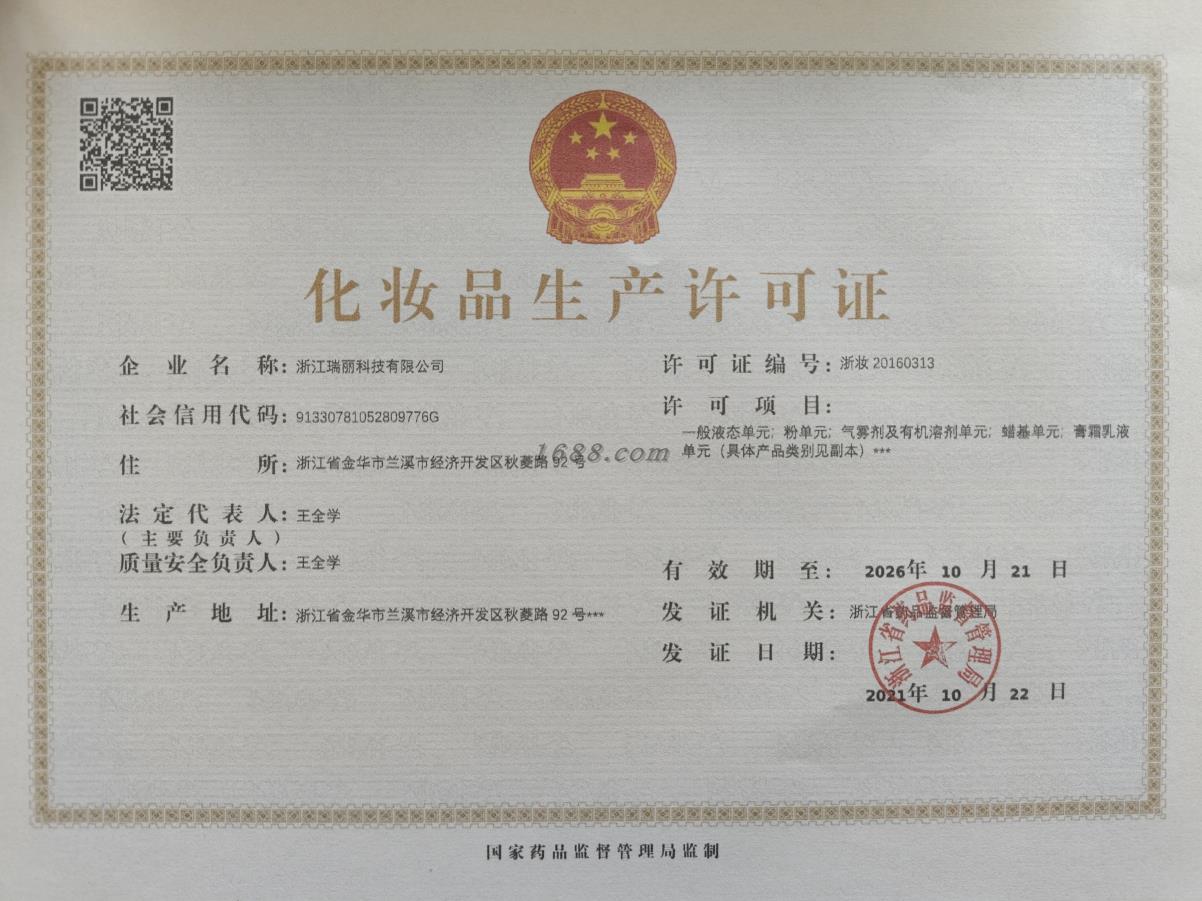 化妆品生产许可证
企业名称：浙江瑞丽科技有限公司
社会信用代码：91330781052809776G
住所：浙江省金华市兰溪市经济开发区秋菱路 92 号
法定代表人：王全学
（主要负责人）
质量安全负责人：王全学
生产地址：浙江省金华市兰溪市经济开发区秋菱路 92 号***
许可证编号：浙妆 20160313
许可项目：
一般液态单元；粉单元；气雾剂及有机溶剂单元；蜡基单元；膏霜乳液
单元（具体产品类别见副本）***
1688.com
有效期至：2026年 10 月 21 日
发证机关：浙江省药品监督管理局
发证日期：
2021年 10 月 22 日
浙江省药品监督管理局
国家药品监督管理局监制